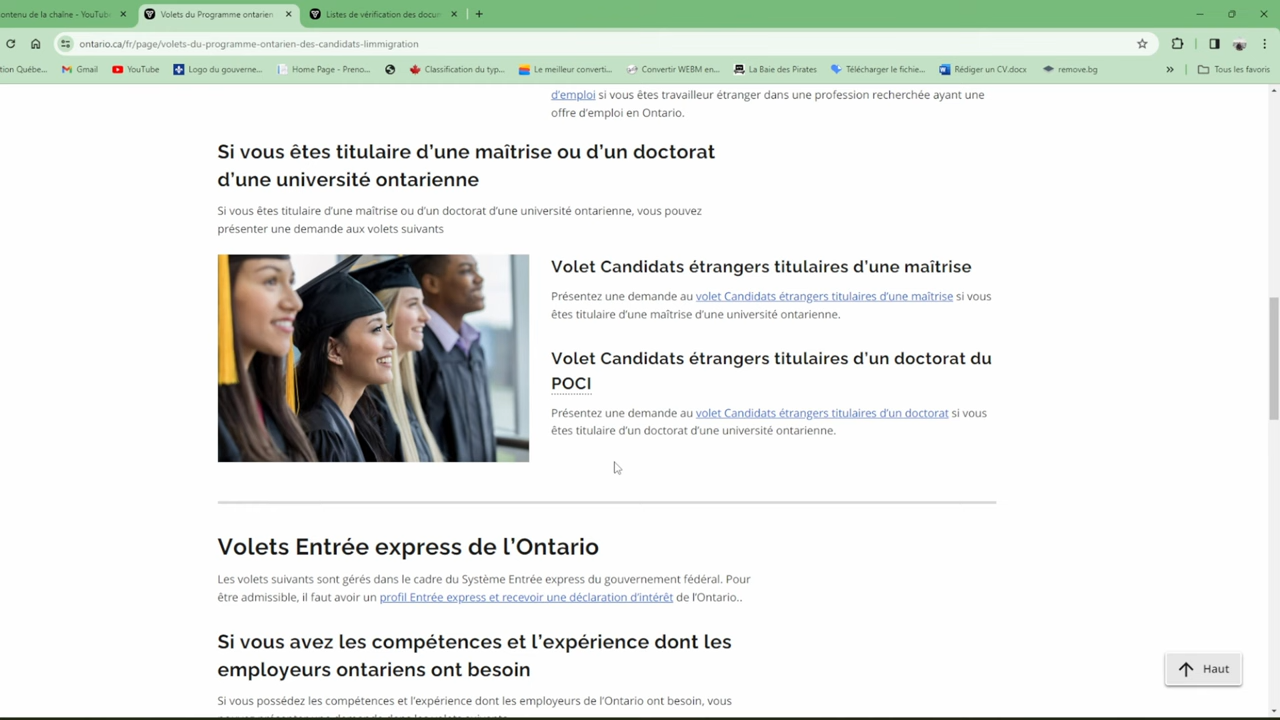 ontenu de la chaîne - YouTub
Volets du Programme ontarien
Listes de vérification des docum
ontario.ca/fr/page/volets-du-programme-ontarien-des-candidats-limmigration
tion Québe...
Gmail
YouTube
Logo du gouverne...
Home Page - Preno...
Classification du typ...
Le meilleur converti...
Convertir WEBM en...
La Baie des Pirates
Télécharger le fichie...
Rédiger un CV.docx
remove.bg
»
Tous les favoris
d'emploi si vous êtes travailleur étranger dans une profession recherchée ayant une
offre d'emploi en Ontario.
Si vous êtes titulaire d'une maîtrise ou d'un doctorat
d'une université ontarienne
Si vous êtes titulaire d'une maîtrise ou d'un doctorat d'une université ontarienne, vous pouvez
présenter une demande aux volets suivants
Volet Candidats étrangers titulaires d'une maîtrise
Présentez une demande au volet Candidats étrangers titulaires d'une maîtrise si vous
êtes titulaire d'une maîtrise d'une université ontarienne.
Volet Candidats étrangers titulaires d'un doctorat du
POCI
Présentez une demande au volet Candidats étrangers titulaires d'un doctorat si vous
êtes titulaire d'un doctorat d'une université ontarienne.
Volets Entrée express de l'Ontario
Les volets suivants sont gérés dans le cadre du Système Entrée express du gouvernement fédéral. Pour
être admissible, il faut avoir un profil Entrée express et recevoir une déclaration d'intérêt de l'Ontario..
Si vous avez les compétences et l'expérience dont les
employeurs ontariens ont besoin
Haut
Si vous possédez les compétences et l'expérience dont les employeurs de l'Ontario ont besoin, vous